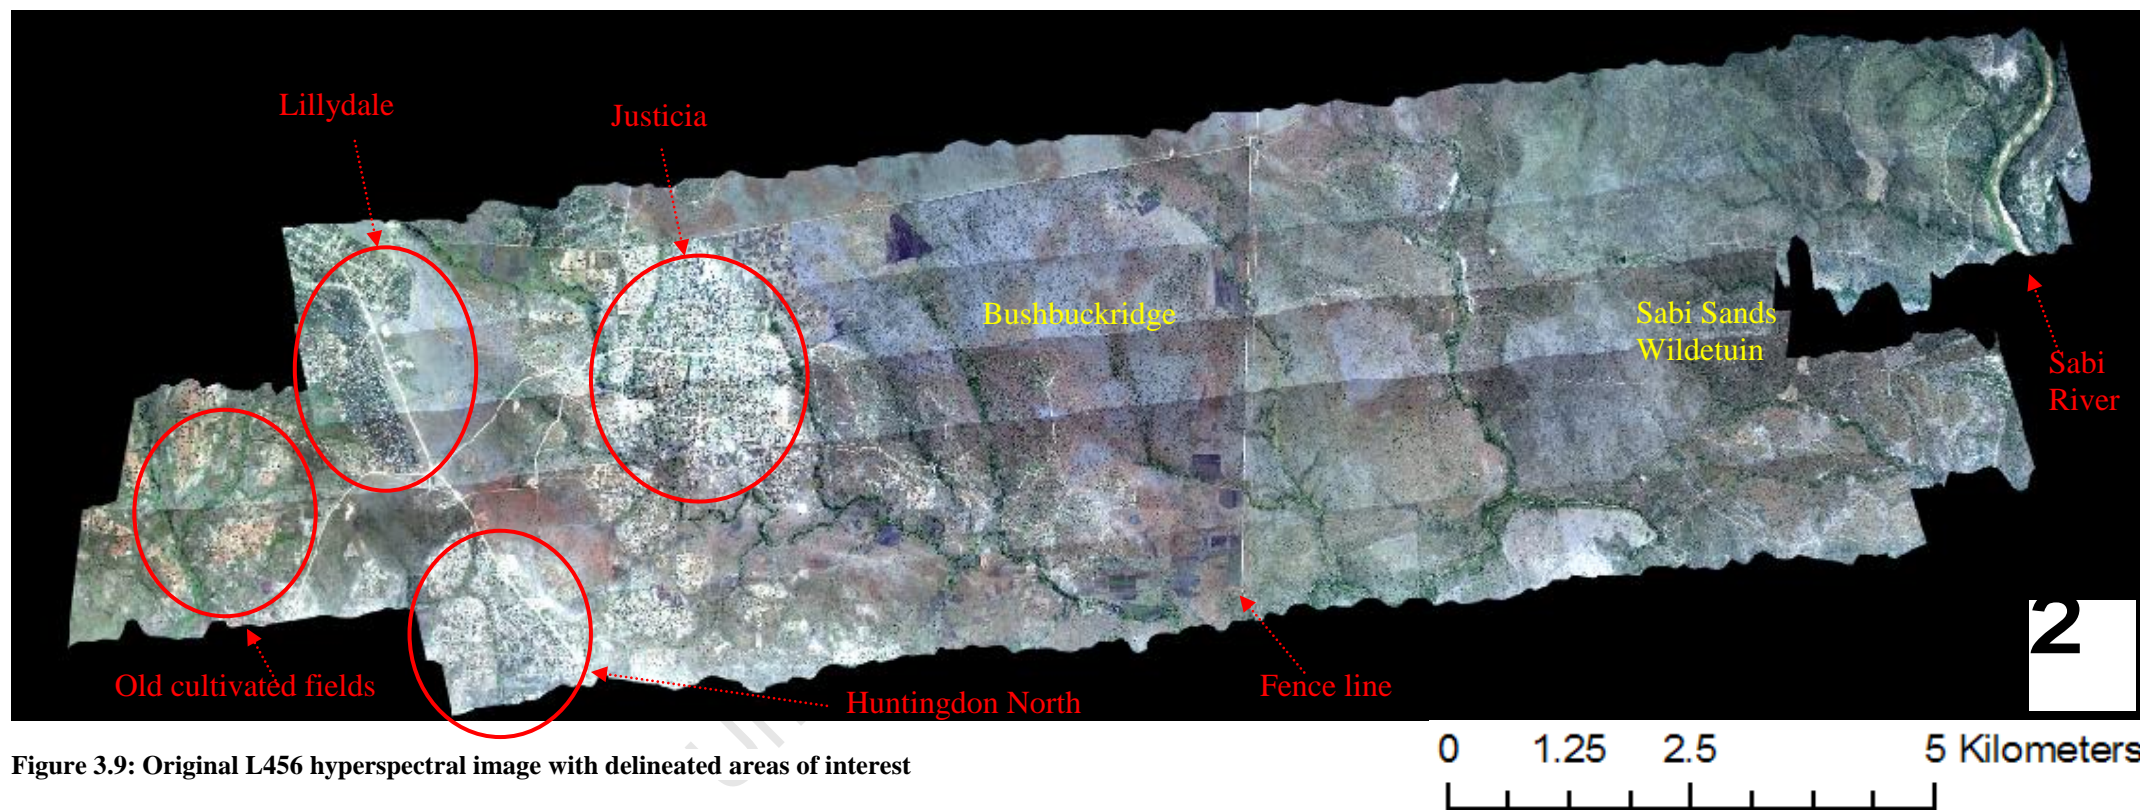 Lillydale
Justicia
Bushbuckridge
Sabi Sands
Wildetuin
Sabi
River
Old cultivated fields
Huntingdon North
Fence line
2
Figure 3.9: Original L456 hyperspectral image with delineated areas of interest
0 1.25 2.5 5 Kilometers